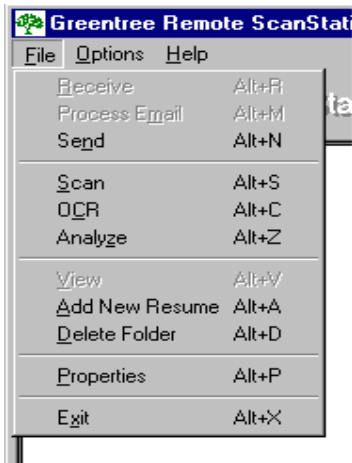 Greentree Remote ScanStati
File Options Help
Receive Alt+R
Process Email Alt+M
Send Alt+N
Scan Alt+S
OCR Alt+C
Analyze Alt+Z
View Alt+V
Add New Resume Alt+A
Delete Folder Alt+D
Properties Alt+P
Exit Alt+X